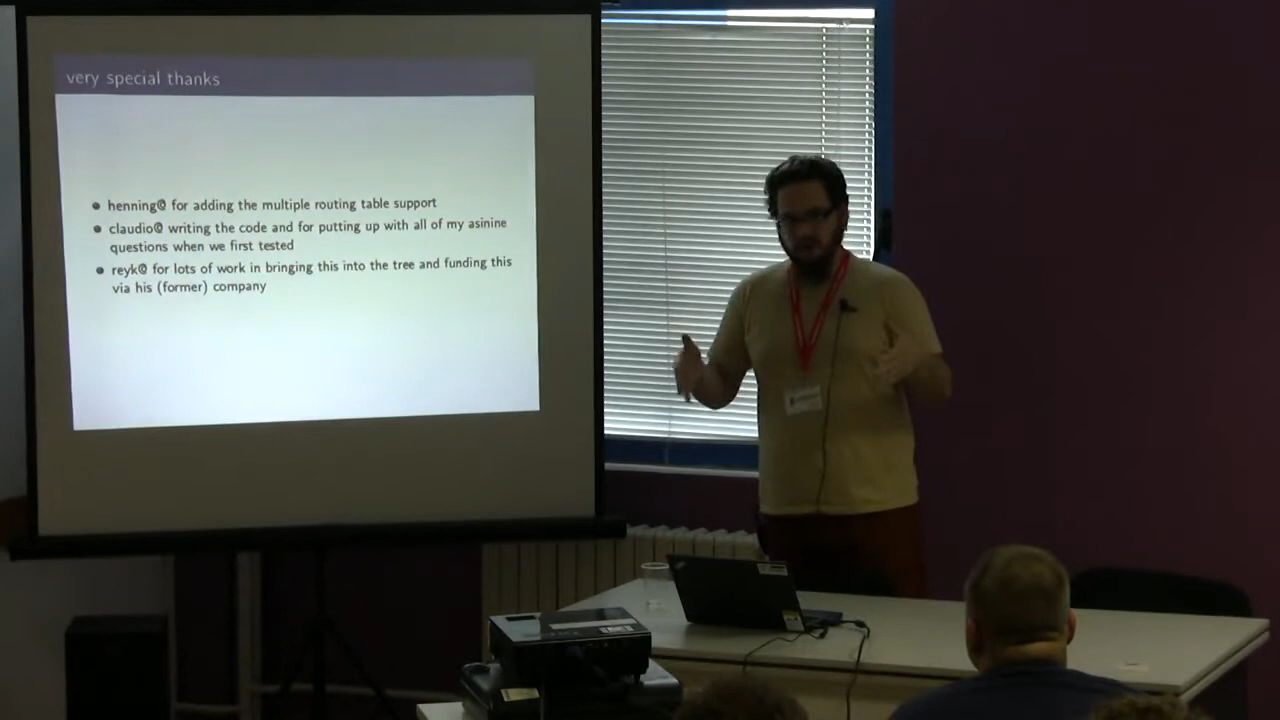 very special thanks
henning@ for adding the multiple routing table support
claudio@ writing the code and for putting up with all of my asinine
questions when we first tested
reyk@ for lots of work in bringing this into the tree and funding this
via his (former) company